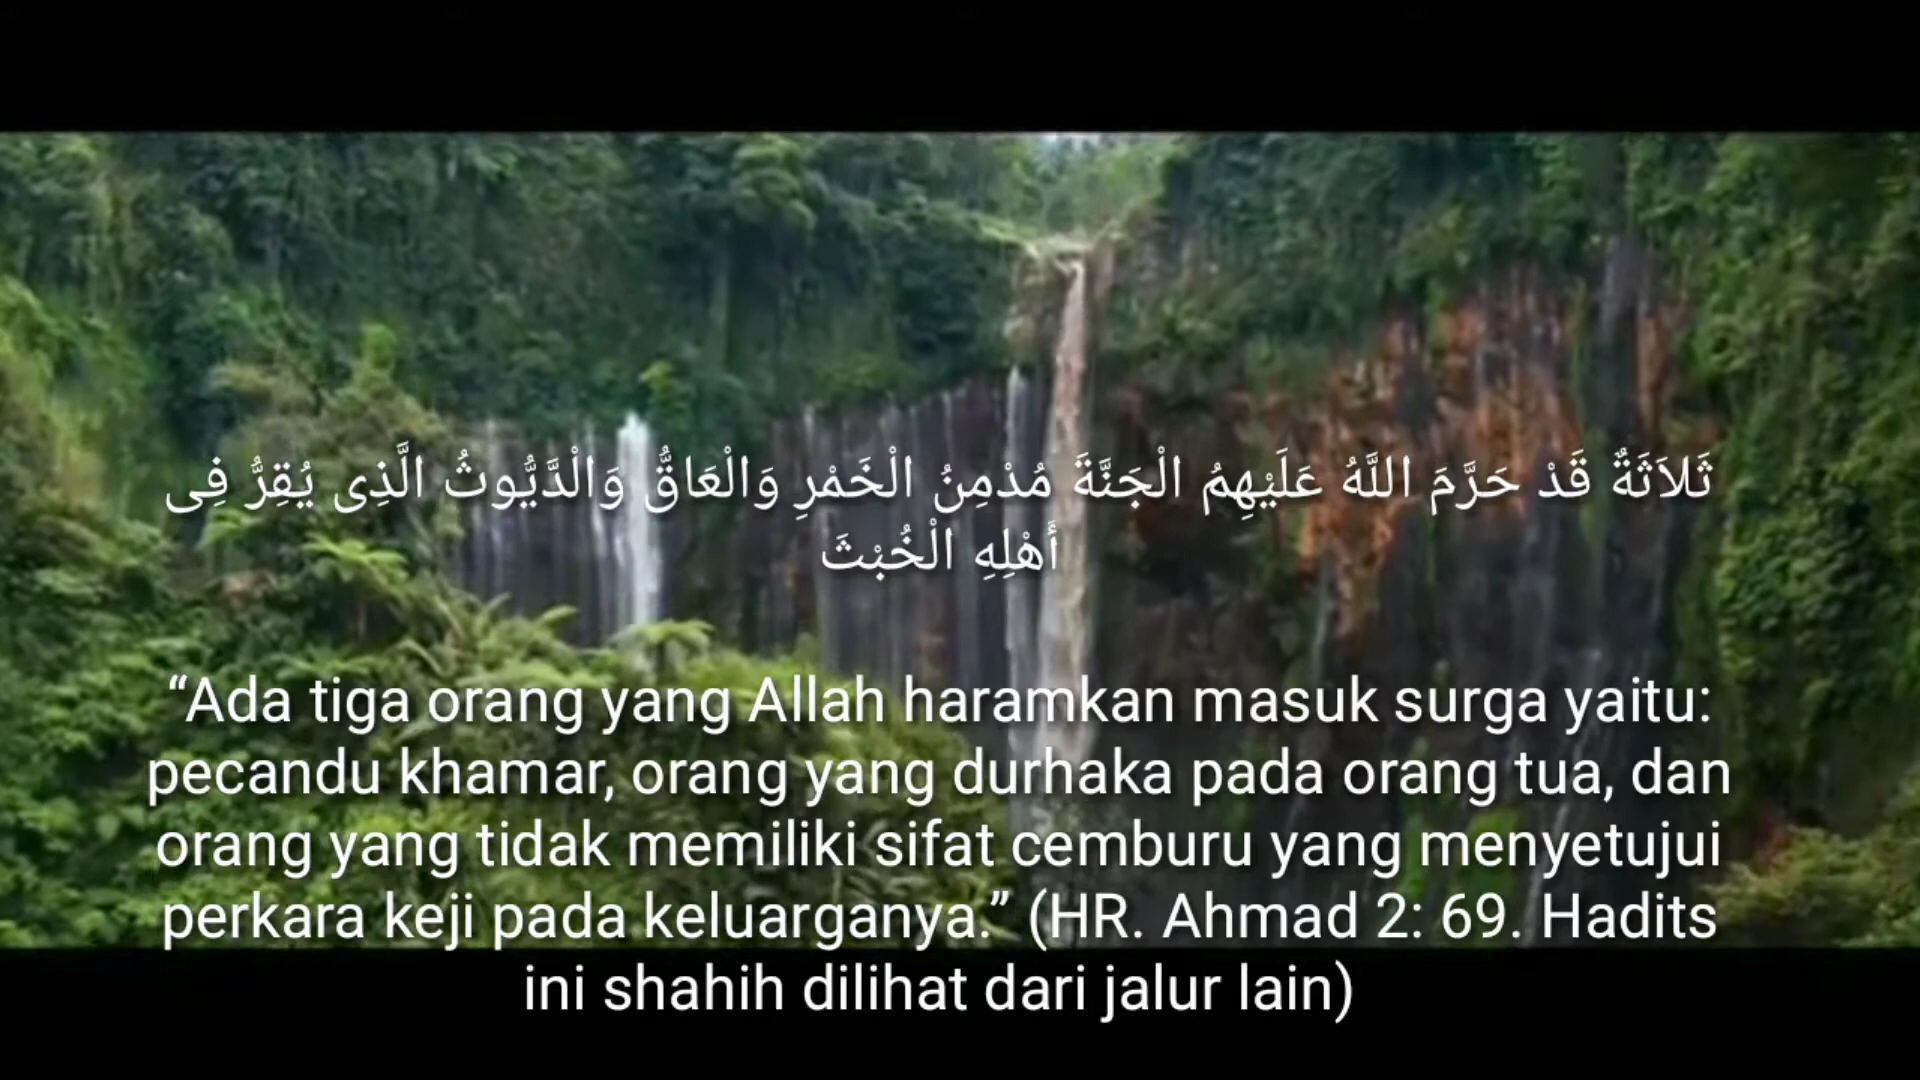 ثَلاَثَةٌ قَدْ حَرَّمَ اللَّهُ عَلَيْهِمُ الْجَنَّةَ مُدْمِنُ الْخَمْرِ وَالْعَاقُّ وَالْدَّيُّوثُ الَّذِى يُقِرُّ فِى
أَهْلِهِ الْخُبْثَ
“Ada tiga orang yang Allah haramkan masuk surga yaitu:
pecandu khamar, orang yang durhaka pada orang tua, dan
orang yang tidak memiliki sifat cemburu yang menyetujui
perkara keji pada keluarganya.” (HR. Ahmad 2: 69. Hadits
ini shahih dilihat dari jalur lain)